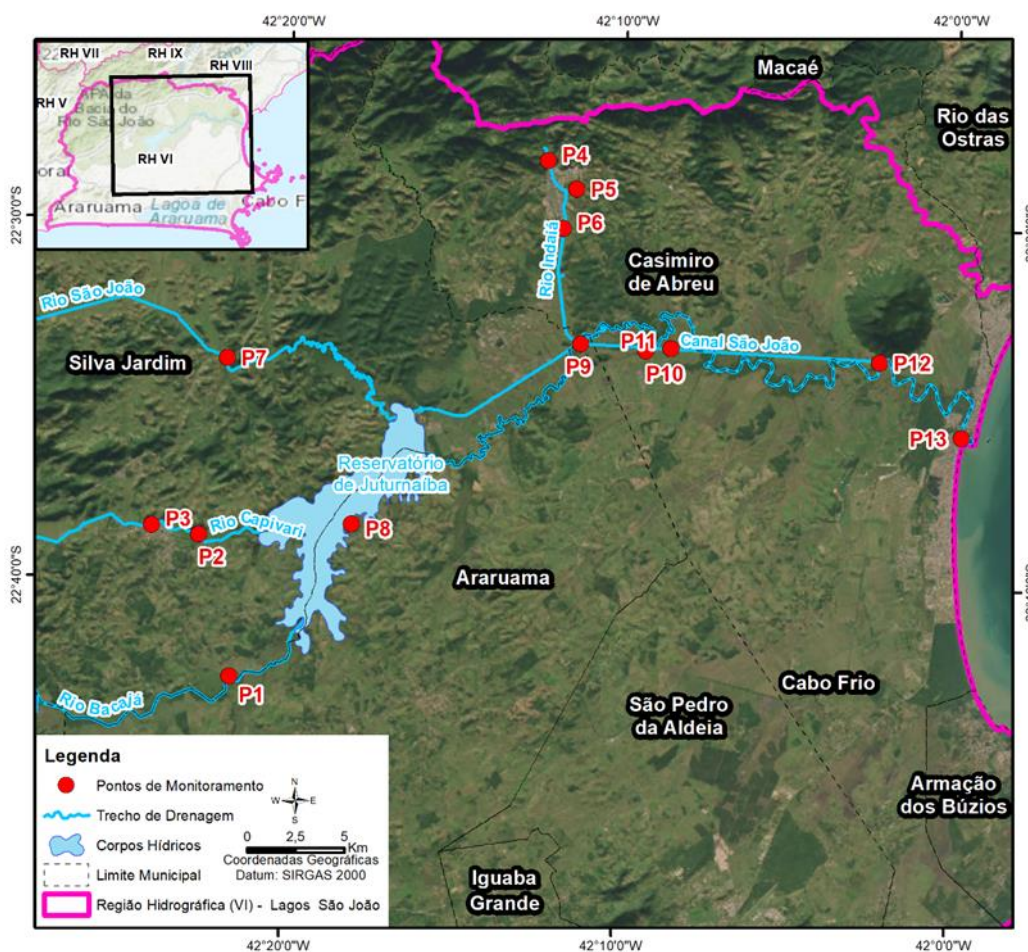 42°20'0"W
42°10'0"W
42°0'0"W
RH VII
RH IX
RH VIII
RH V
APA da
Bacia do
Rio São João
RH VI
Araruama
Lagoa de
Araruama
Cabo F
Macaé
Rio das
Ostras
P4
P5
P6
22°30'0"S
Rio Indaiá
Casimiro
de Abreu
Rio São João
Silva Jardim
P7
P11
Canal São João
P9
P10
P12
P13
Reservatório
de Juturnaíba
P3
Rio Capivari
P2
P8
22°40'0"S
Araruama
P1
Rio Bacaxá
Cabo Frio
São Pedro
da Aldeia
Armação
dos Búzios
Iguaba
Grande
Legenda
Pontos de Monitoramento
Trecho de Drenagem
Corpos Hídricos
Limite Municipal
Região Hidrográfica (VI) - Lagos São João
N
W E
S
0 2,5 5
Km
Coordenadas Geográficas
Datum: SIRGAS 2000
42°20'0"W
42°10'0"W
42°0'0"W